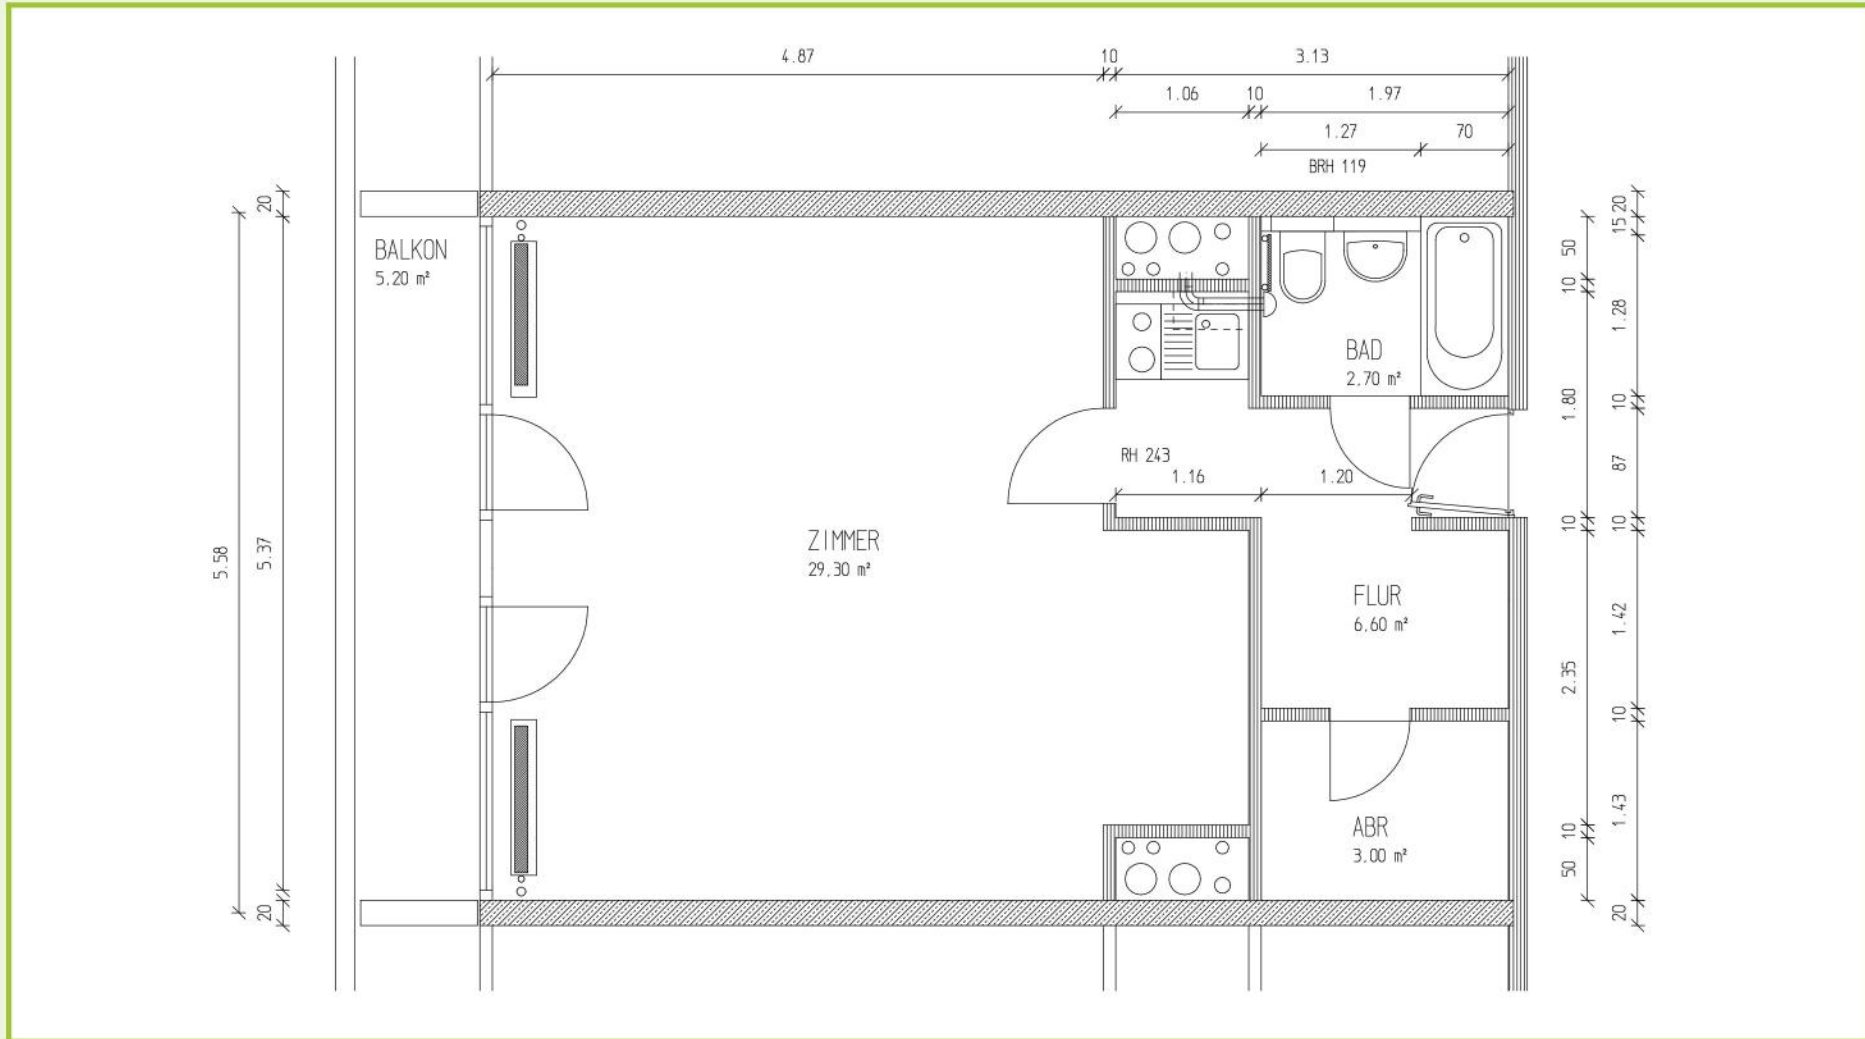 4.87 10 3.13
1.06 10 1.97
1.27 70
BRH 119
20
BALKON
5.20 m²
5.58
5.37
20
BAD
2.70 m²
RH 243
1.16 1.20
ZIMMER
29,30 m²
FLUR
6.60 m²
ABR
3.00 m²
50
10
1.80
10
2.35
10
50
20
15
1.28
10
87
10
1.42
10
1.43
20